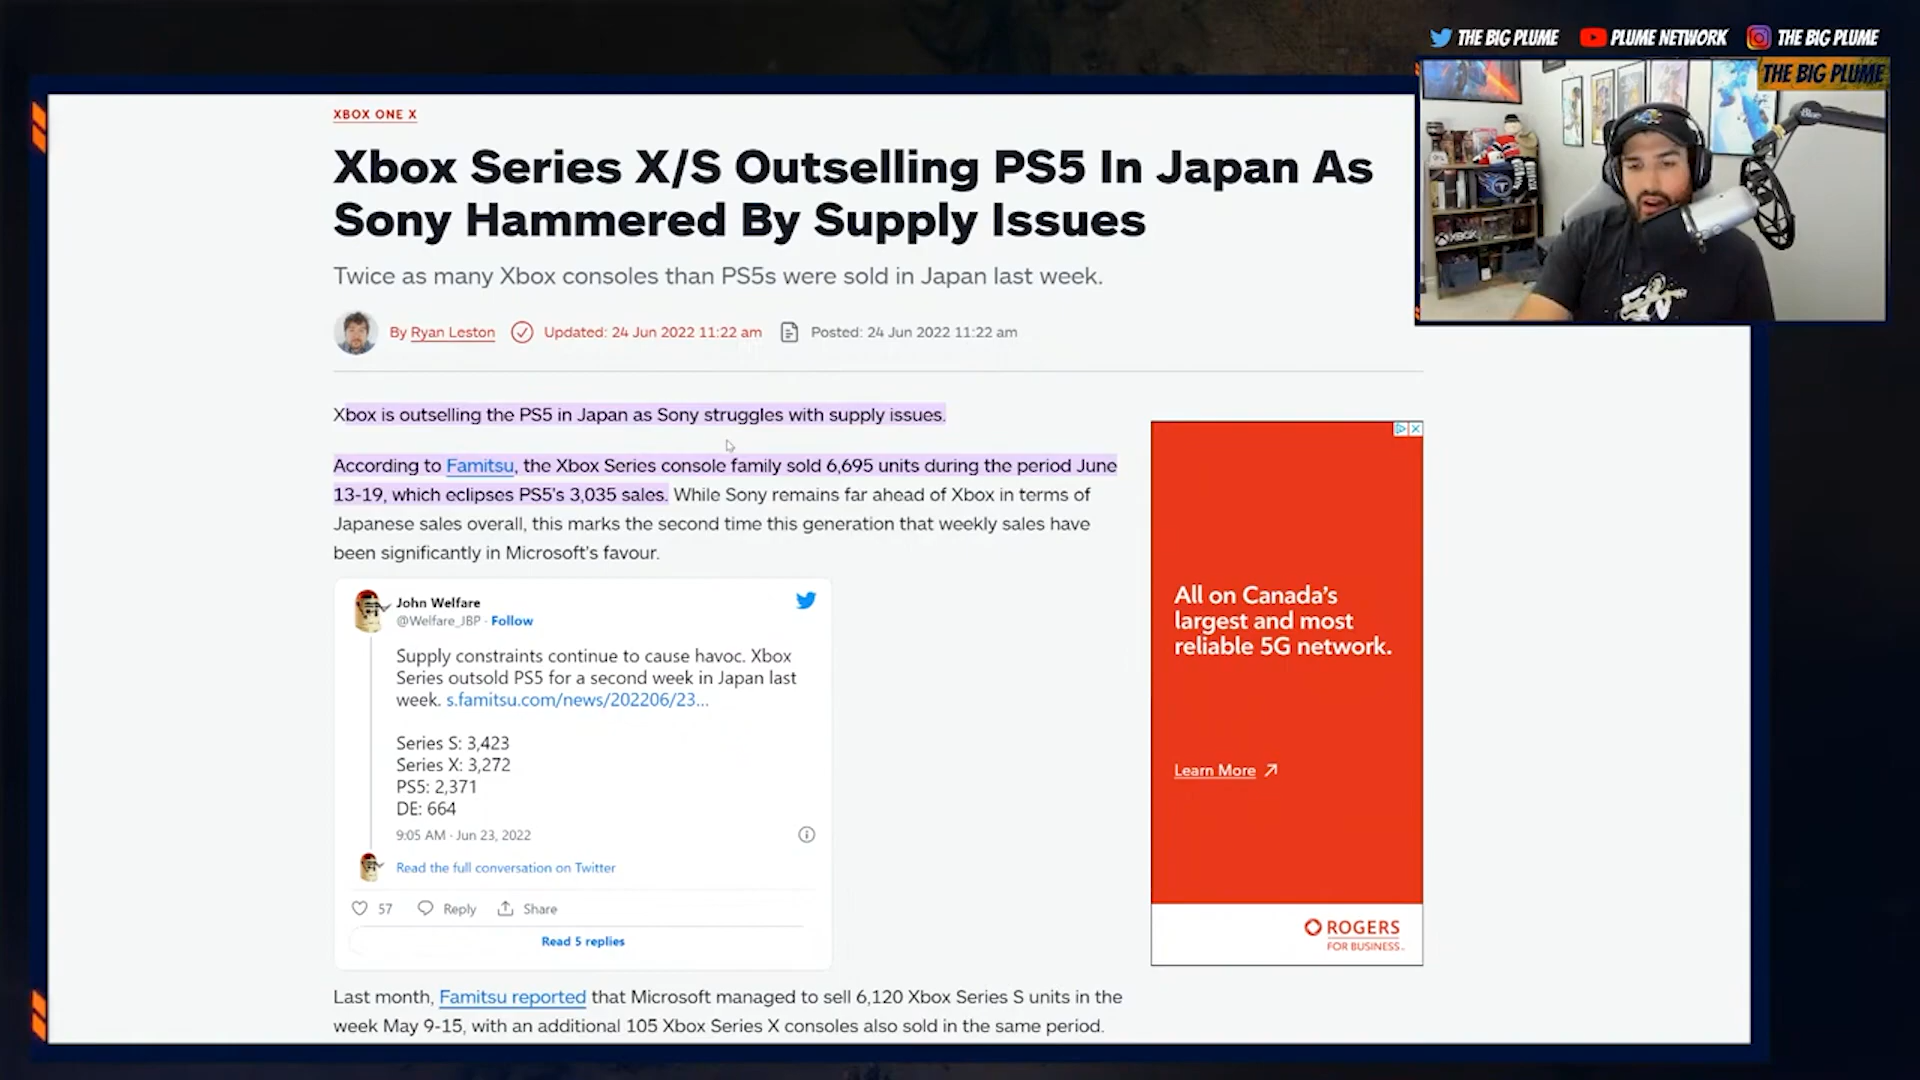 THE BIG PLUME PLUME NETWORK THE BIG PLUME
THE BIG PLUME
XBOX
Blue
XBOX ONE X
Xbox Series X/S Outselling PS5 In Japan As
Sony Hammered By Supply Issues
Twice as many Xbox consoles than PS5s were sold in Japan last week.
By Ryan Leston Updated: 24 Jun 2022 11:22 am Posted: 24 Jun 2022 11:22 am
Xbox is outselling the PS5 in Japan as Sony struggles with supply issues.
According to Famitsu, the Xbox Series console family sold 6,695 units during the period June
13-19, which eclipses PS5's 3,035 sales. While Sony remains far ahead of Xbox in terms of
Japanese sales overall, this marks the second time this generation that weekly sales have
been significantly in Microsoft's favour.
John Welfare
@Welfare_JBP · Follow
Supply constraints continue to cause havoc. Xbox
Series outsold PS5 for a second week in Japan last
week. s.famitsu.com/news/202206/23...
Series S: 3,423
Series X: 3,272
PS5: 2,371
DE: 664
9:05 AM · Jun 23, 2022
Read the full conversation on Twitter
57 Reply Share
Read 5 replies
All on Canada's
largest and most
reliable 5G network.
Learn More
ROGERS
FOR BUSINESS™
Last month, Famitsu reported that Microsoft managed to sell 6,120 Xbox Series S units in the
week May 9-15, with an additional 105 Xbox Series X consoles also sold in the same period.